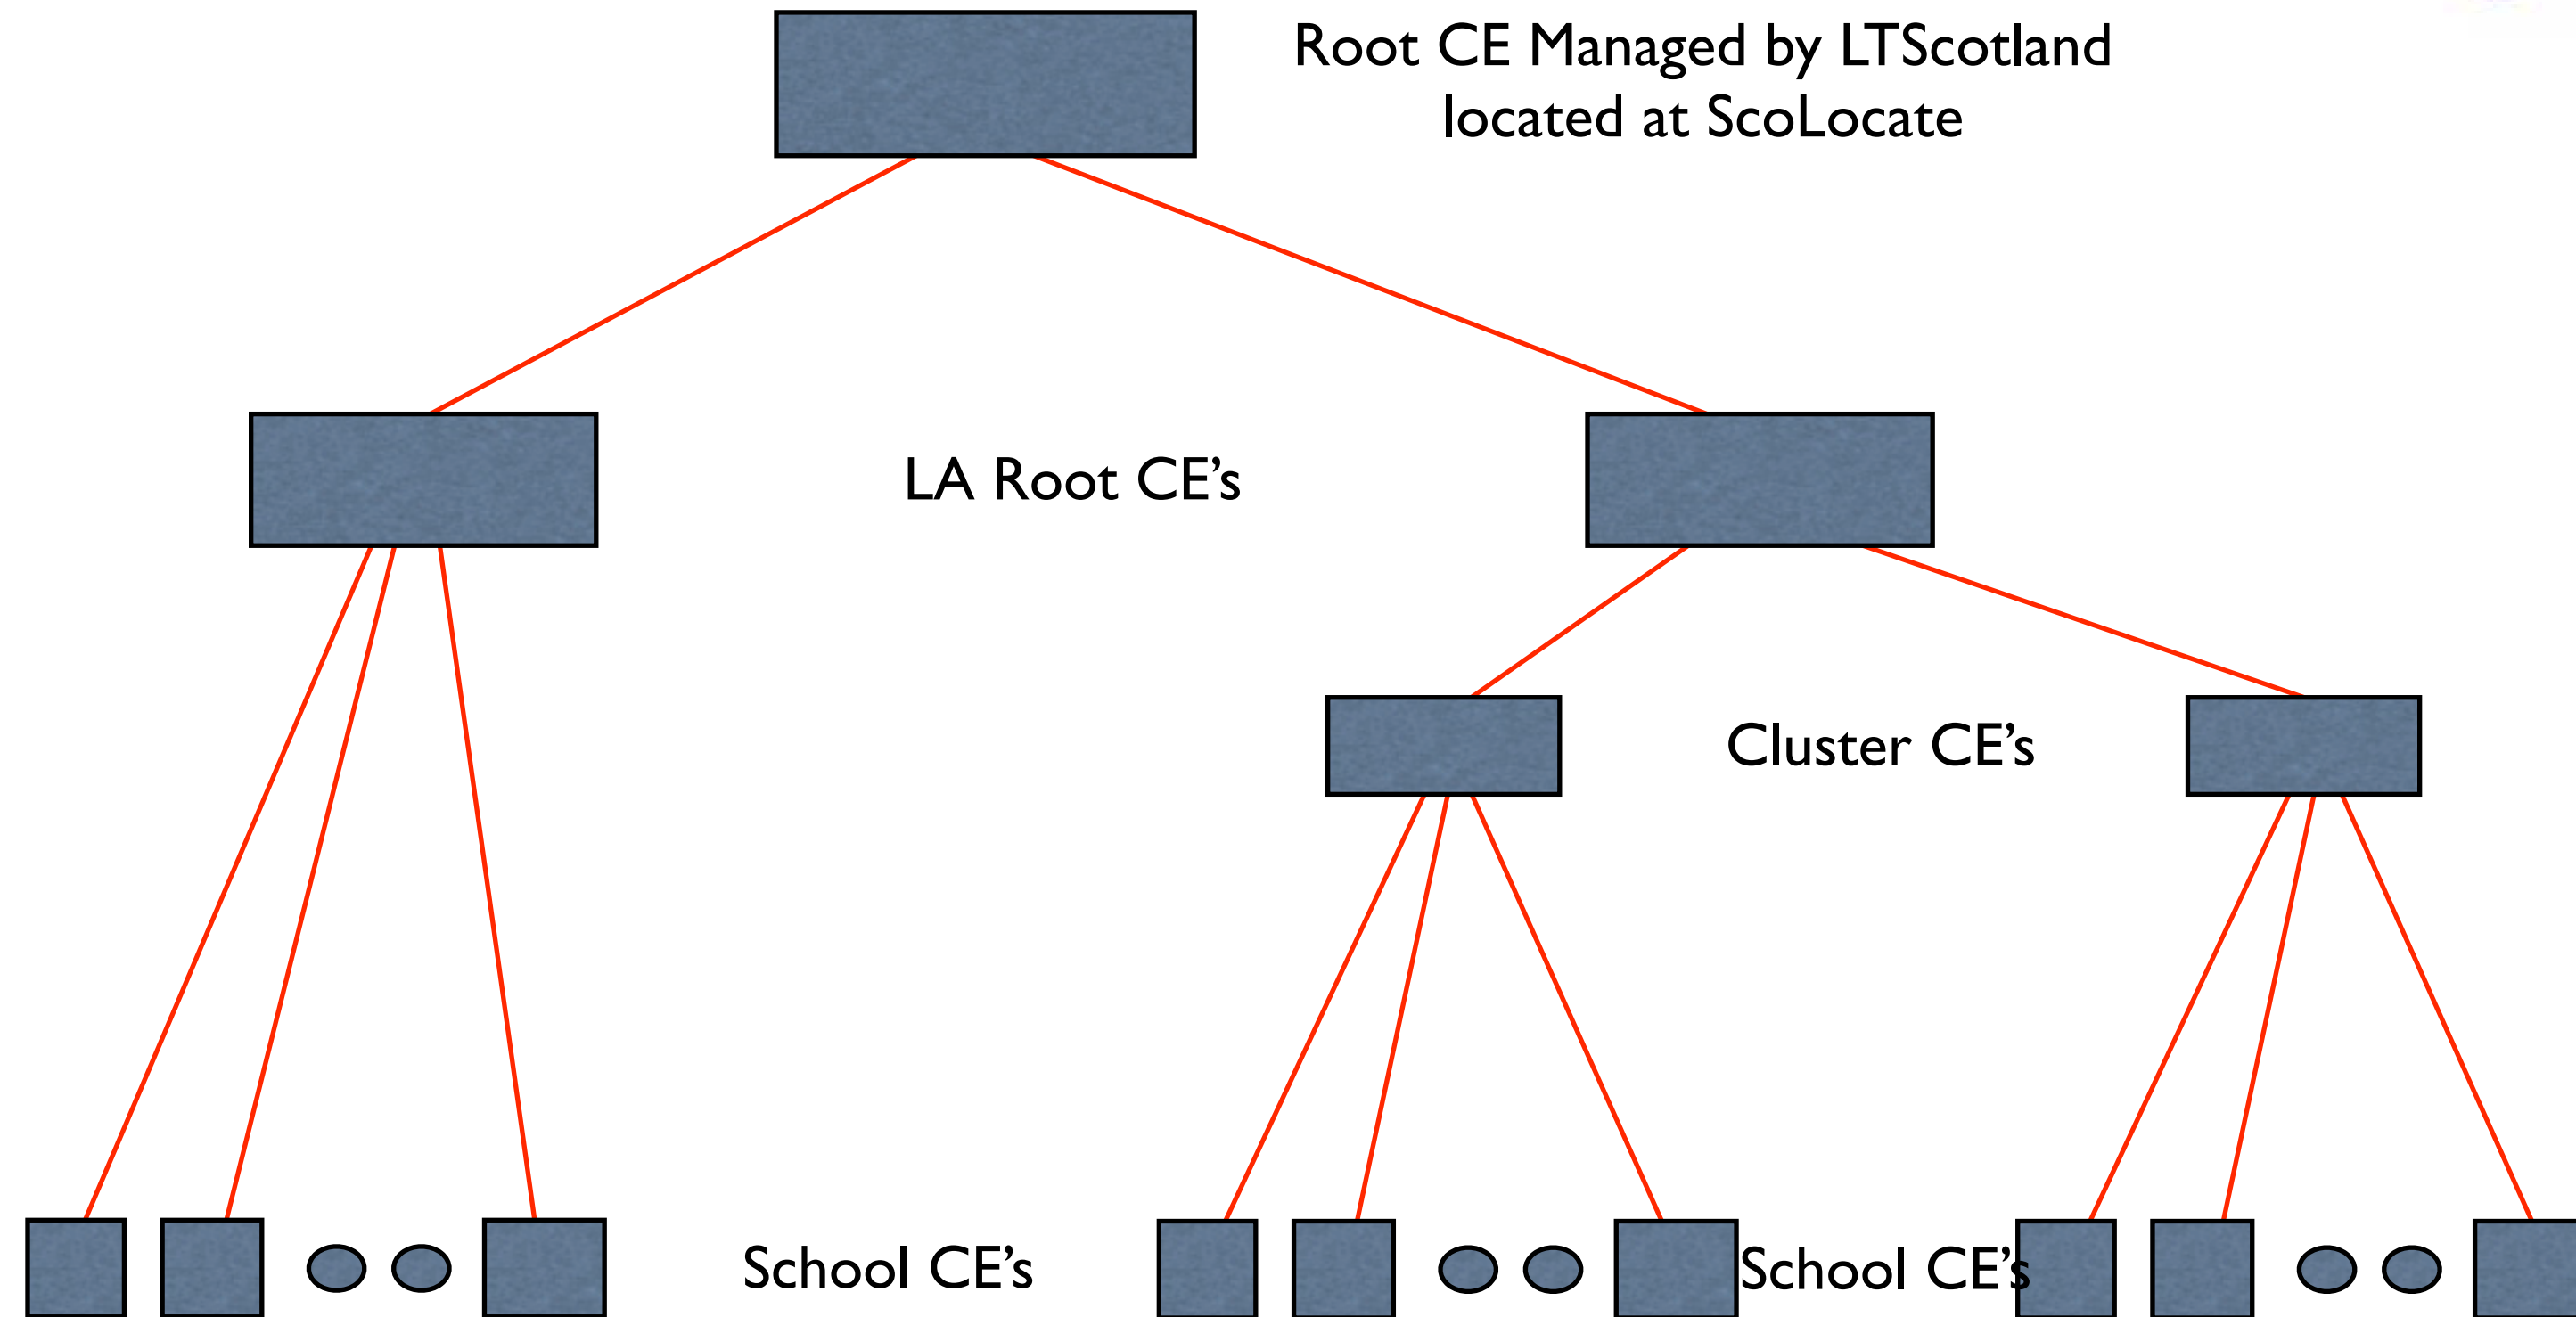 Root CE Managed by LTScotland
located at ScoLocate
LA Root CE’s
Cluster CE’s
School CE’s
School CE’s